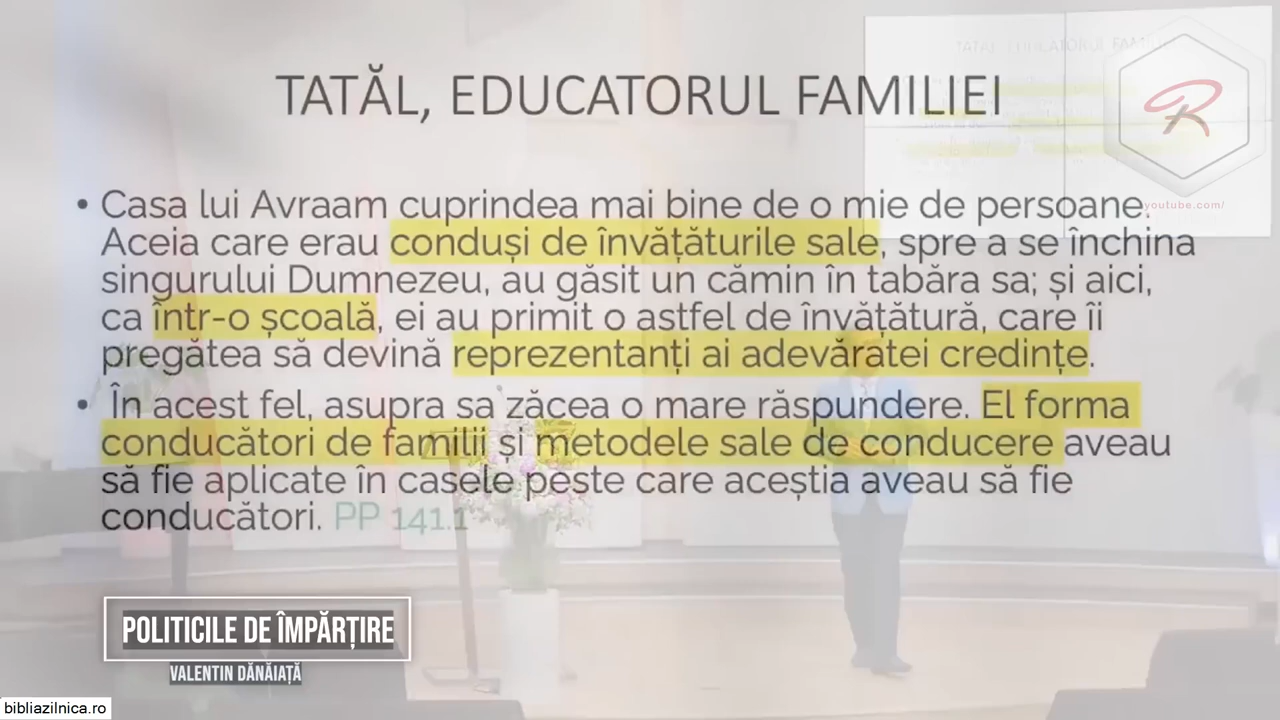 TATĂL, EDUCATORUL FAMILIEI
• Casa lui Avraam cuprindea mai bine de o mie de persoane.
Aceia care erau conduși de învățăturile sale, spre a se închina
singurului Dumnezeu, au găsit un cămin în tabăra sa; și aici,
ca într-o școală, ei au primit o astfel de învățătură, care îi
pregătea să devină reprezentanți ai adevăratei credințe.
• În acest fel, asupra sa zăcea o mare răspundere. El forma
conducători de familii și metodele sale de conducere aveau
să fie aplicate în casele peste care aceștia aveau să fie
conducători. PP 141.1
TATĂL, EDUCATORUL FAMILIEI
R
youtube.com/
POLITICILE DE ÎMPĂRȚIRE
VALENTIN DĂNĂIAȚĂ
bibliazilnica.ro